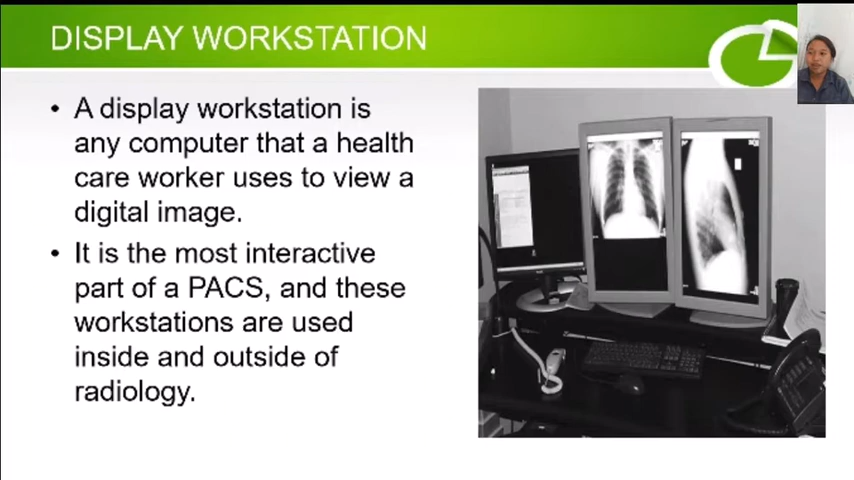 DISPLAY WORKSTATION
• A display workstation is
any computer that a health
care worker uses to view a
digital image.
• It is the most interactive
part of a PACS, and these
workstations are used
inside and outside of
radiology.